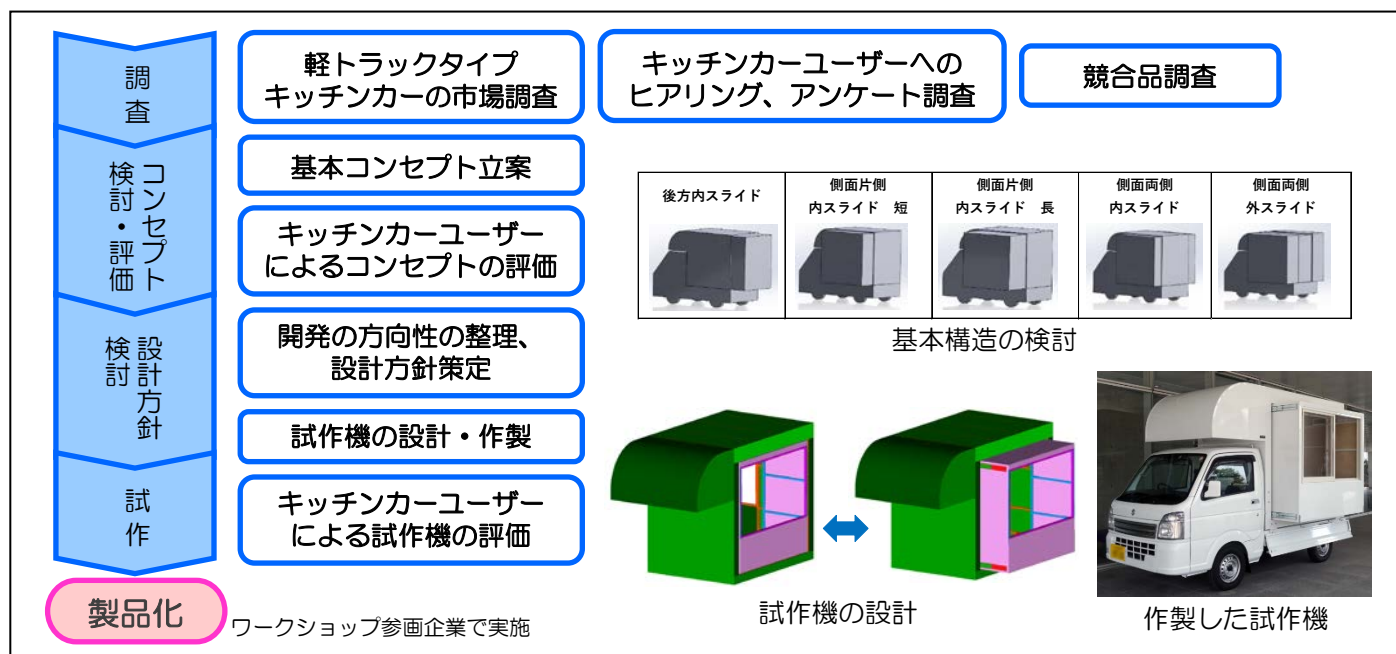 調査
軽トラックタイプ
キッチンカーの市場調査
キッチンカーユーザーへの
ヒアリング、アンケート調査
競合品調査
コンセプト
検討・評価
基本コンセプト立案
キッチンカーユーザー
によるコンセプトの評価
後方内スライド
側面片側
内スライド 短
側面片側
内スライド 長
側面両側
内スライド
側面両側
外スライド
基本構造の検討
設計方針
検討
開発の方向性の整理、
設計方針策定
試作機の設計・作製
試作
キッチンカーユーザー
による試作機の評価
試作機の設計
作製した試作機
製品化
ワークショップ参画企業で実施